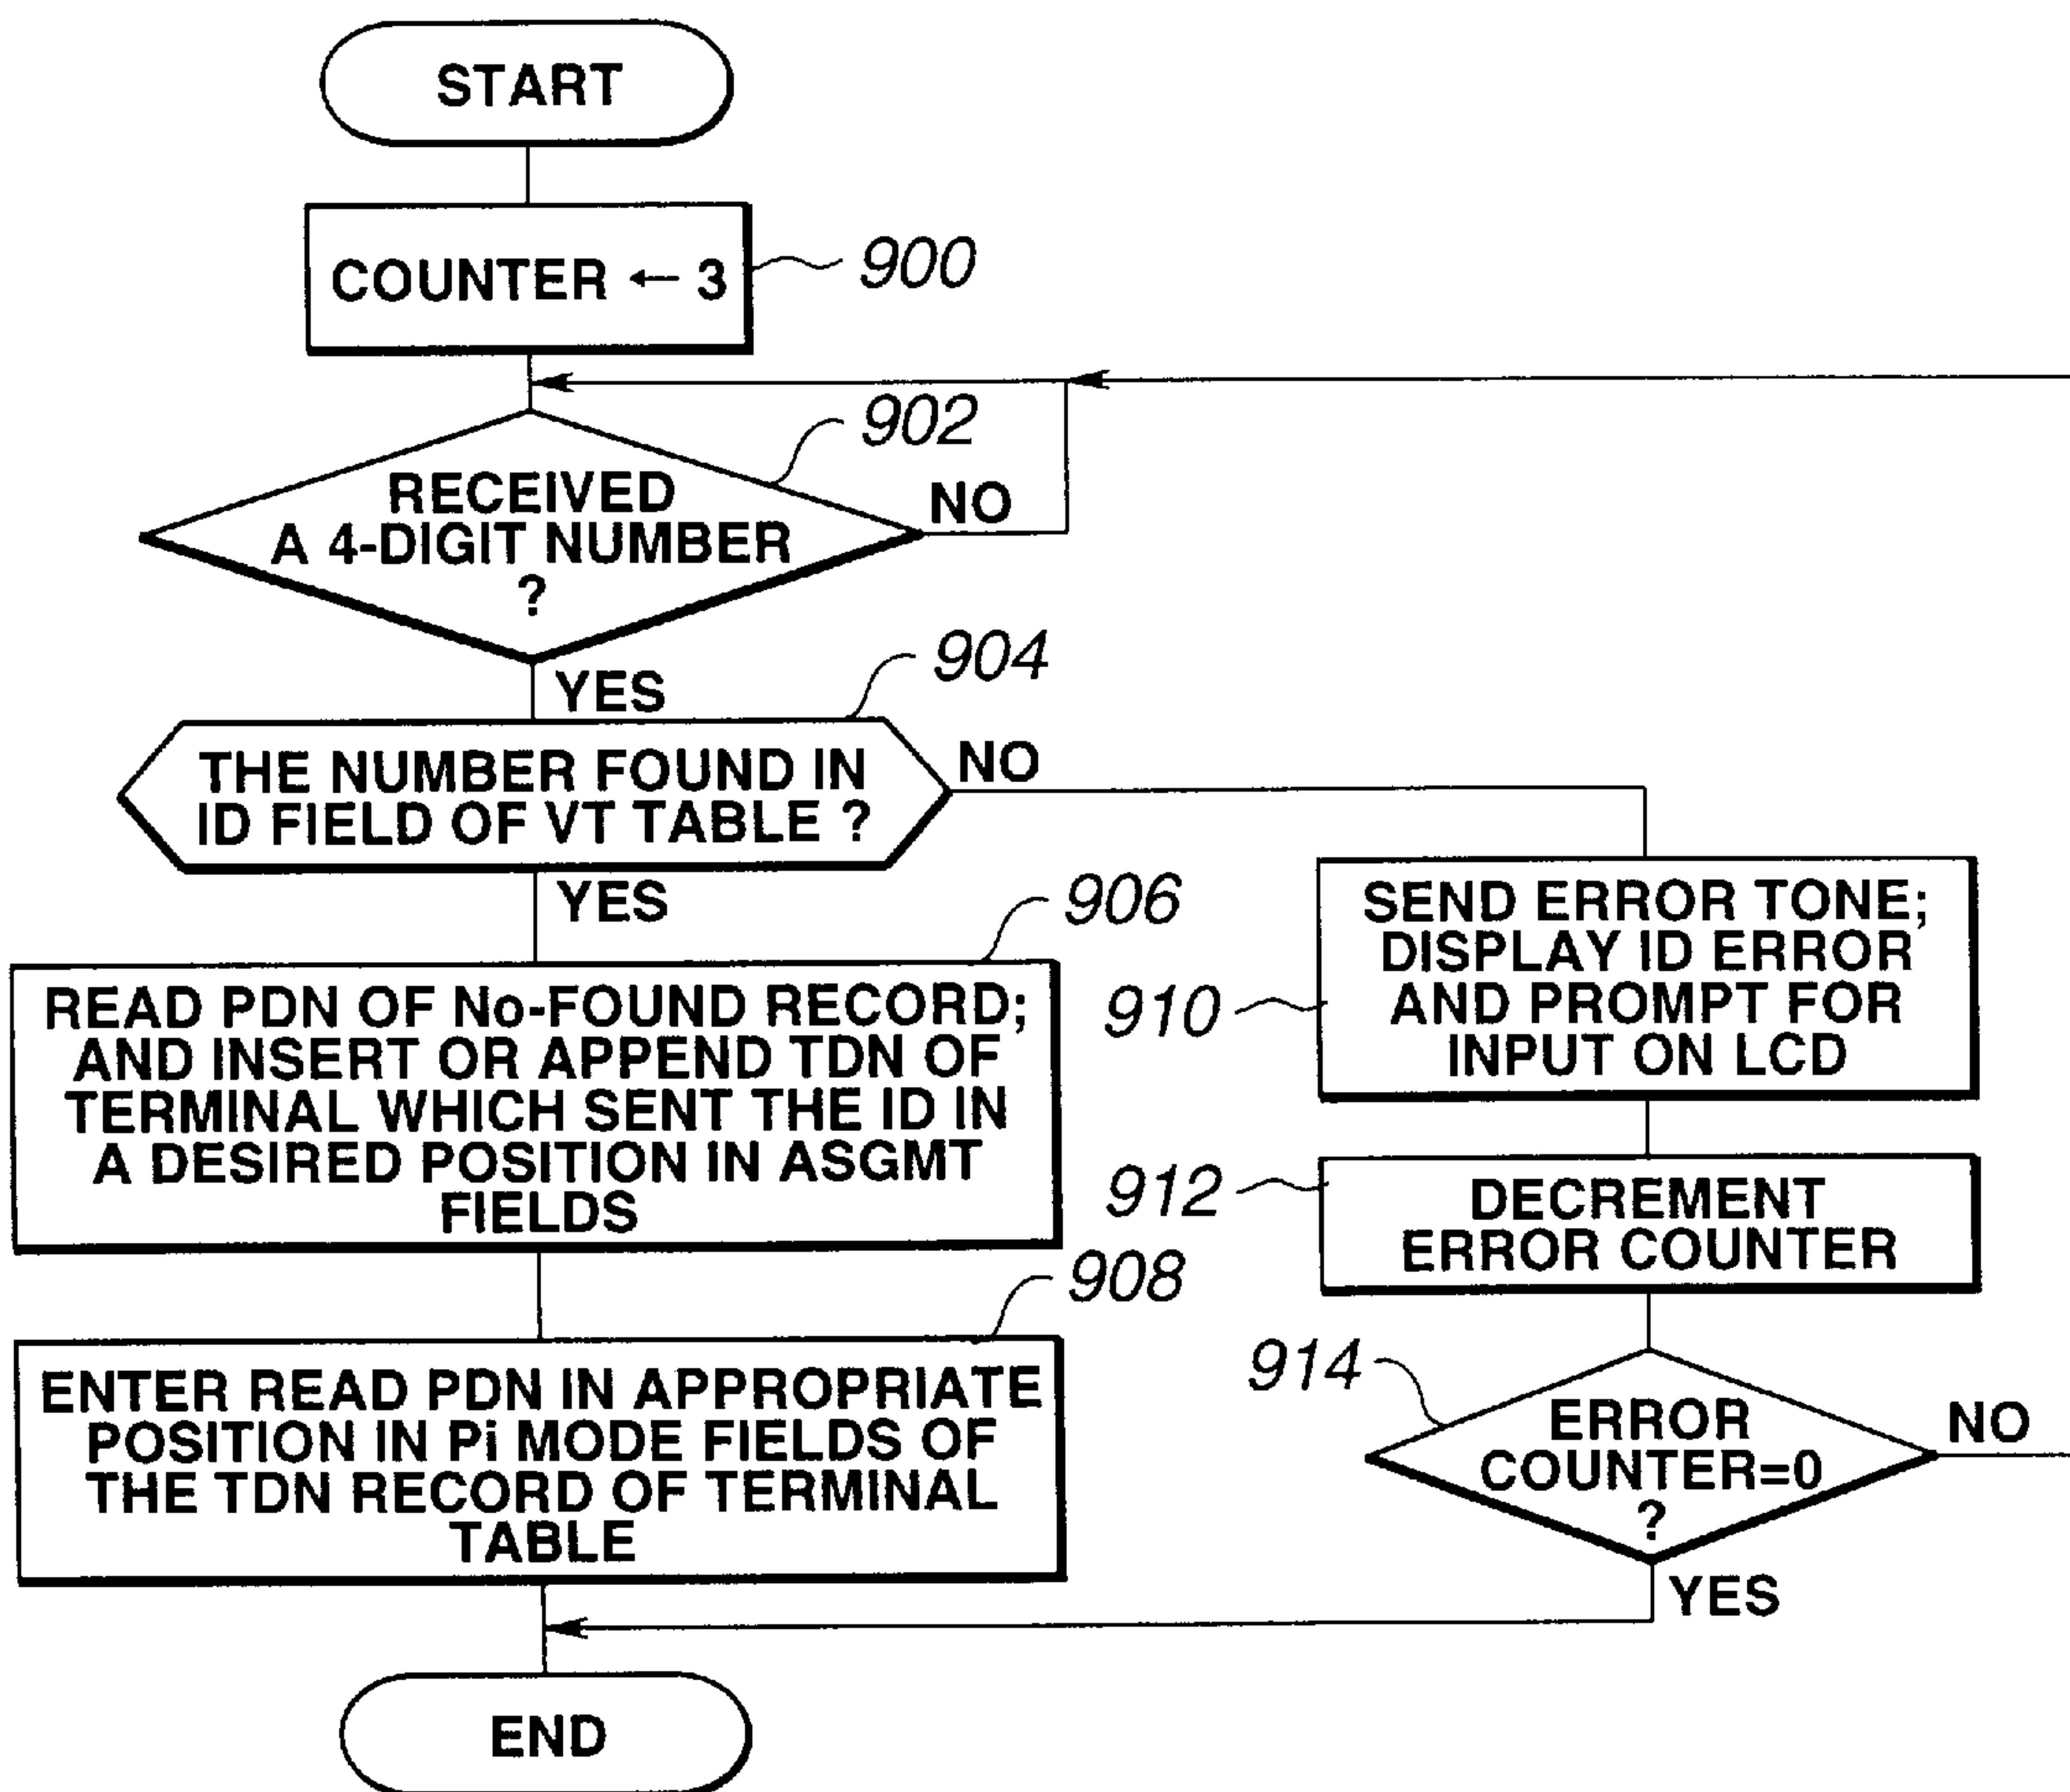 START
COUNTER ← 3
900
902
RECEIVED
A 4-DIGIT NUMBER
?
NO
YES
904
THE NUMBER FOUND IN
ID FIELD OF VT TABLE ?
NO
YES
906
READ PDN OF No-FOUND RECORD;
AND INSERT OR APPEND TDN OF
TERMINAL WHICH SENT THE ID IN
A DESIRED POSITION IN ASGMT
FIELDS
908
ENTER READ PDN IN APPROPRIATE
POSITION IN Pi MODE FIELDS OF
THE TDN RECORD OF TERMINAL
TABLE
910
SEND ERROR TONE;
DISPLAY ID ERROR
AND PROMPT FOR
INPUT ON LCD
912
DECREMENT
ERROR COUNTER
914
ERROR
COUNTER=0
?
NO
YES
END